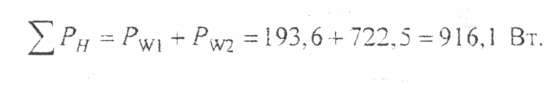 ∑ P_H = P_W1 + P_W2 = 193,6 + 722,5 = 916,1 Вт.